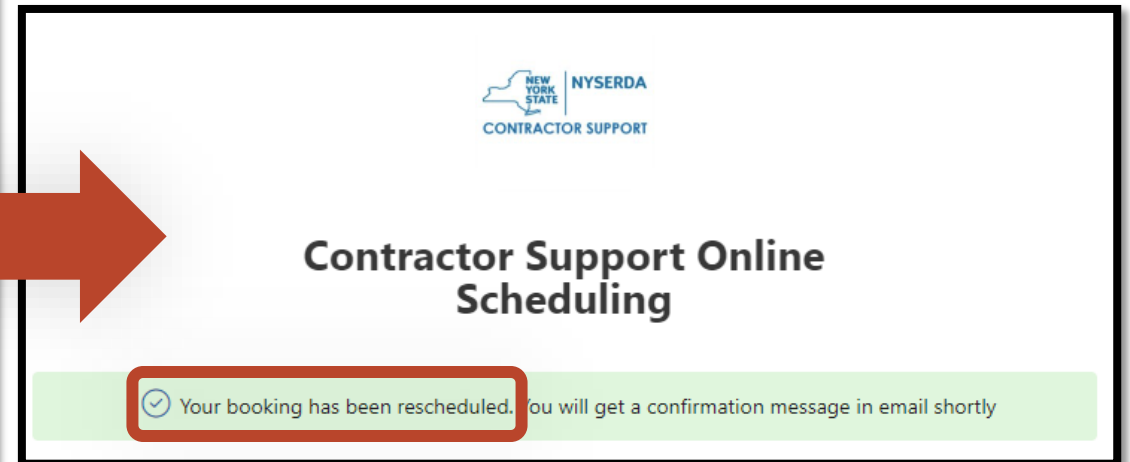 NEW
YORK
STATE
NYSERDA
CONTRACTOR SUPPORT
Contractor Support Online
Scheduling
Your booking has been rescheduled. You will get a confirmation message in email shortly